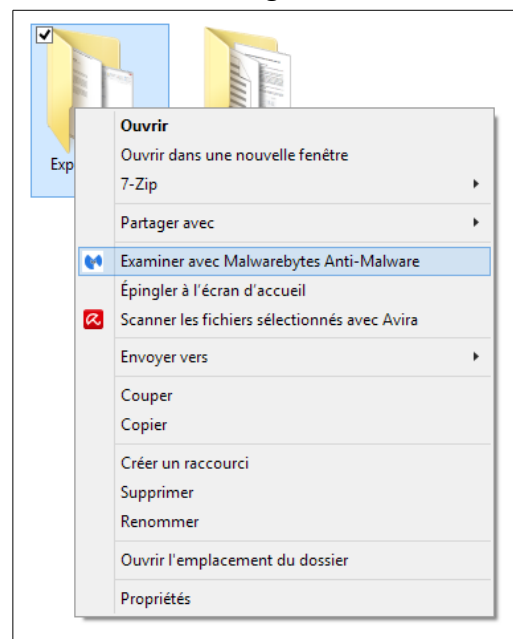 Exp
Ouvrir
Ouvrir dans une nouvelle fenêtre
7-Zip
Partager avec
Examiner avec Malwarebytes Anti-Malware
Épingler à l'écran d'accueil
Scanner les fichiers sélectionnés avec Avira
Envoyer vers
Couper
Copier
Créer un raccourci
Supprimer
Renommer
Ouvrir l'emplacement du dossier
Propriétés